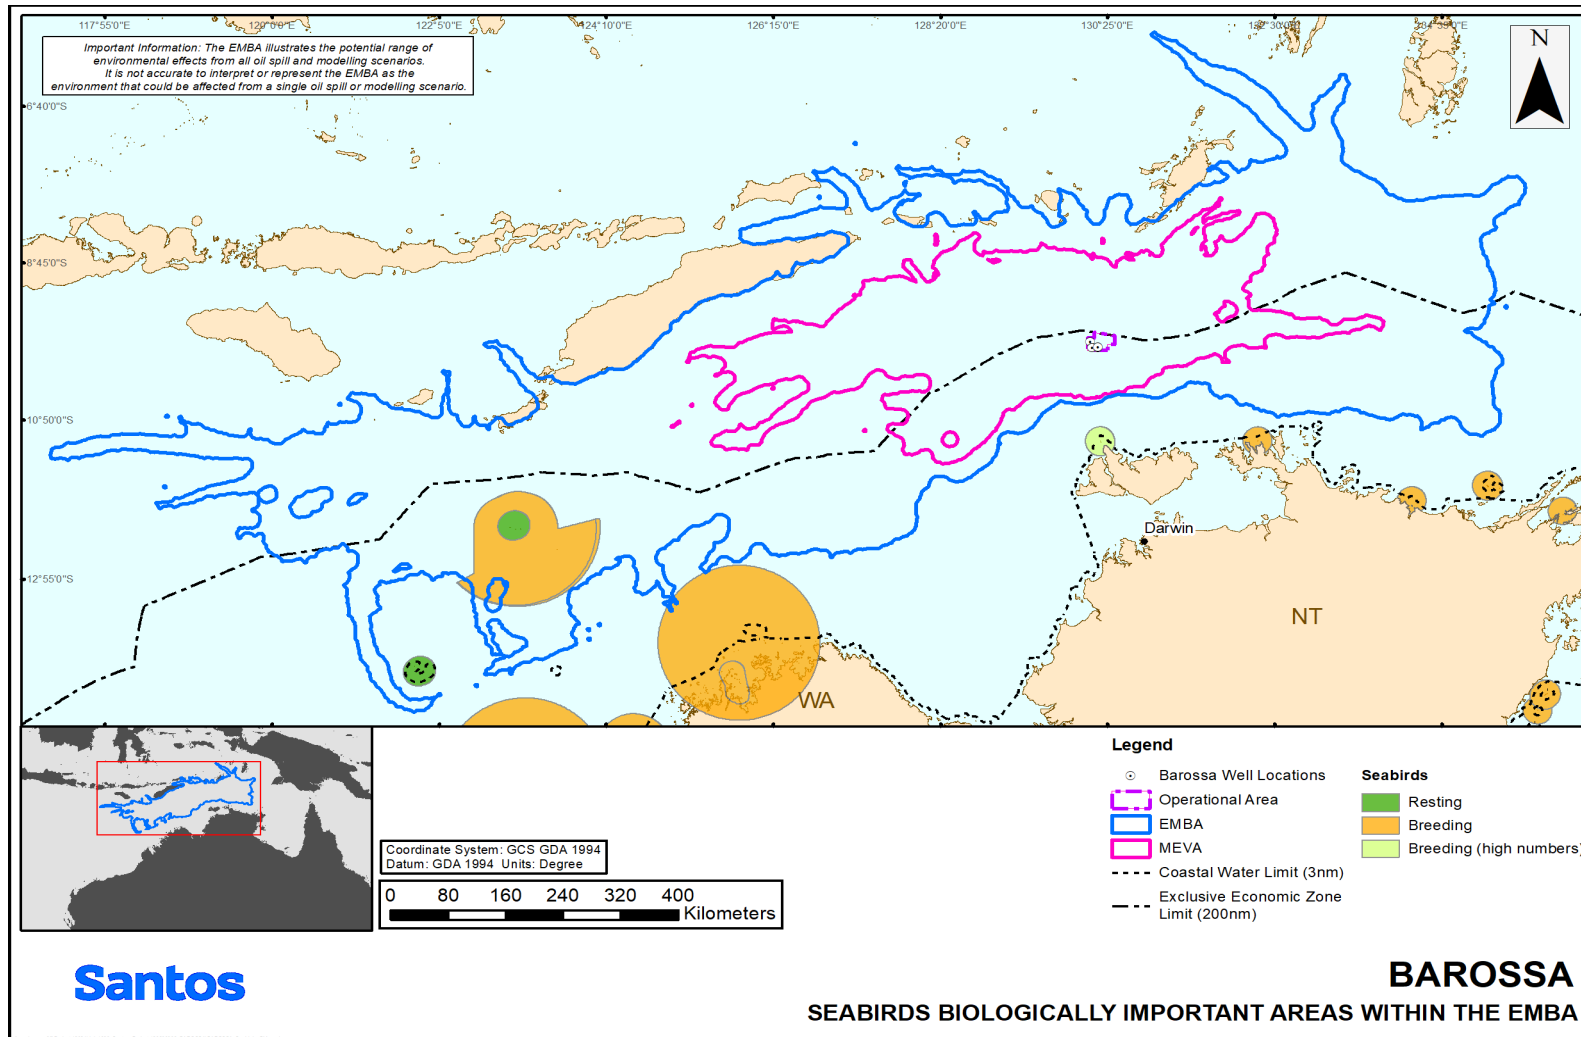 117°55'0"E
120°0'0"E
122°5'0"E
124°10'0"E
126°15'0"E
128°20'0"E
130°25'0"E
Important Information: The EMBA illustrates the potential range of
environmental effects from all oil spill and modelling scenarios.
It is not accurate to interpret or represent the EMBA as the
environment that could be affected from a single oil spill or modelling scenario.
N
6°40'0"S
8°45'0"S
10°50'0"S
12°55'0"S
Darwin
NT
WA
Legend
Barossa Well Locations
Operational Area
EMBA
MEVA
Coastal Water Limit (3nm)
Exclusive Economic Zone
Limit (200nm)
Seabirds
Resting
Breeding
Breeding (high numbers)
Coordinate System: GCS GDA 1994
Datum: GDA 1994 Units: Degree
0 80 160 240 320 400
Kilometers
Santos
BAROSSA
SEABIRDS BIOLOGICALLY IMPORTANT AREAS WITHIN THE EMBA